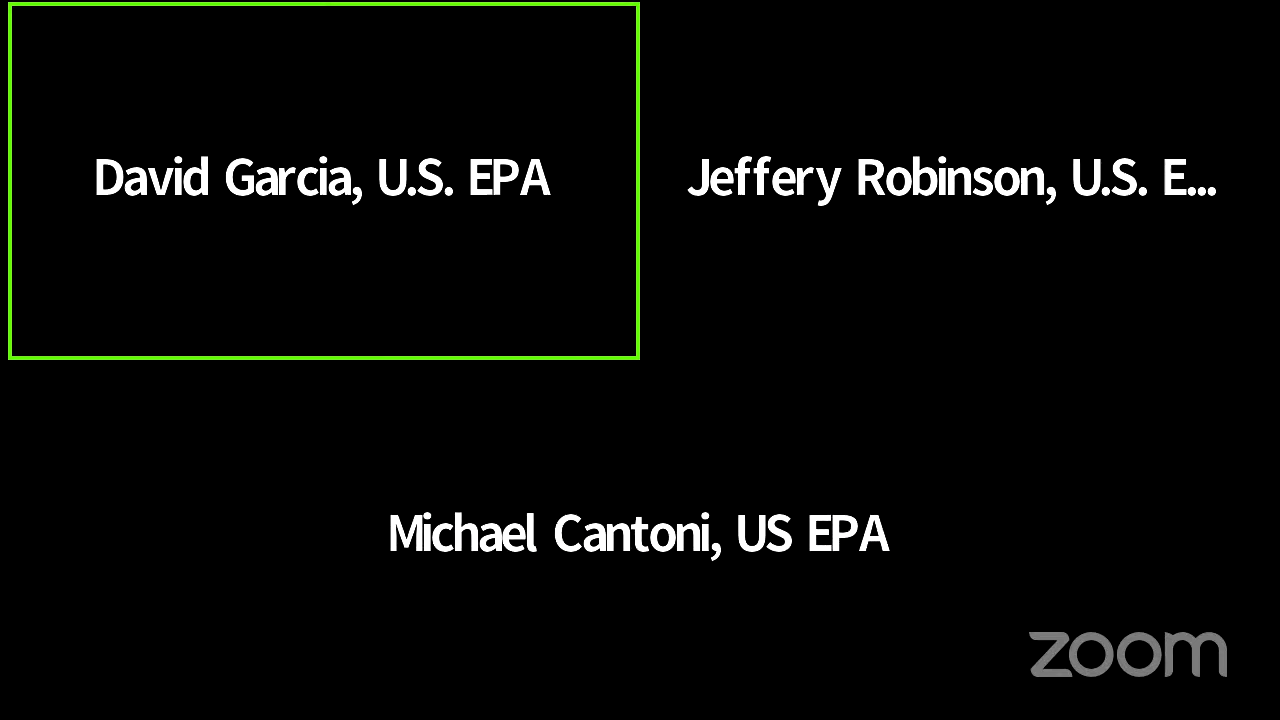 David Garcia, U.S. EPA
Jeffery Robinson, U.S. E...
Michael Cantoni, US EPA
zoom